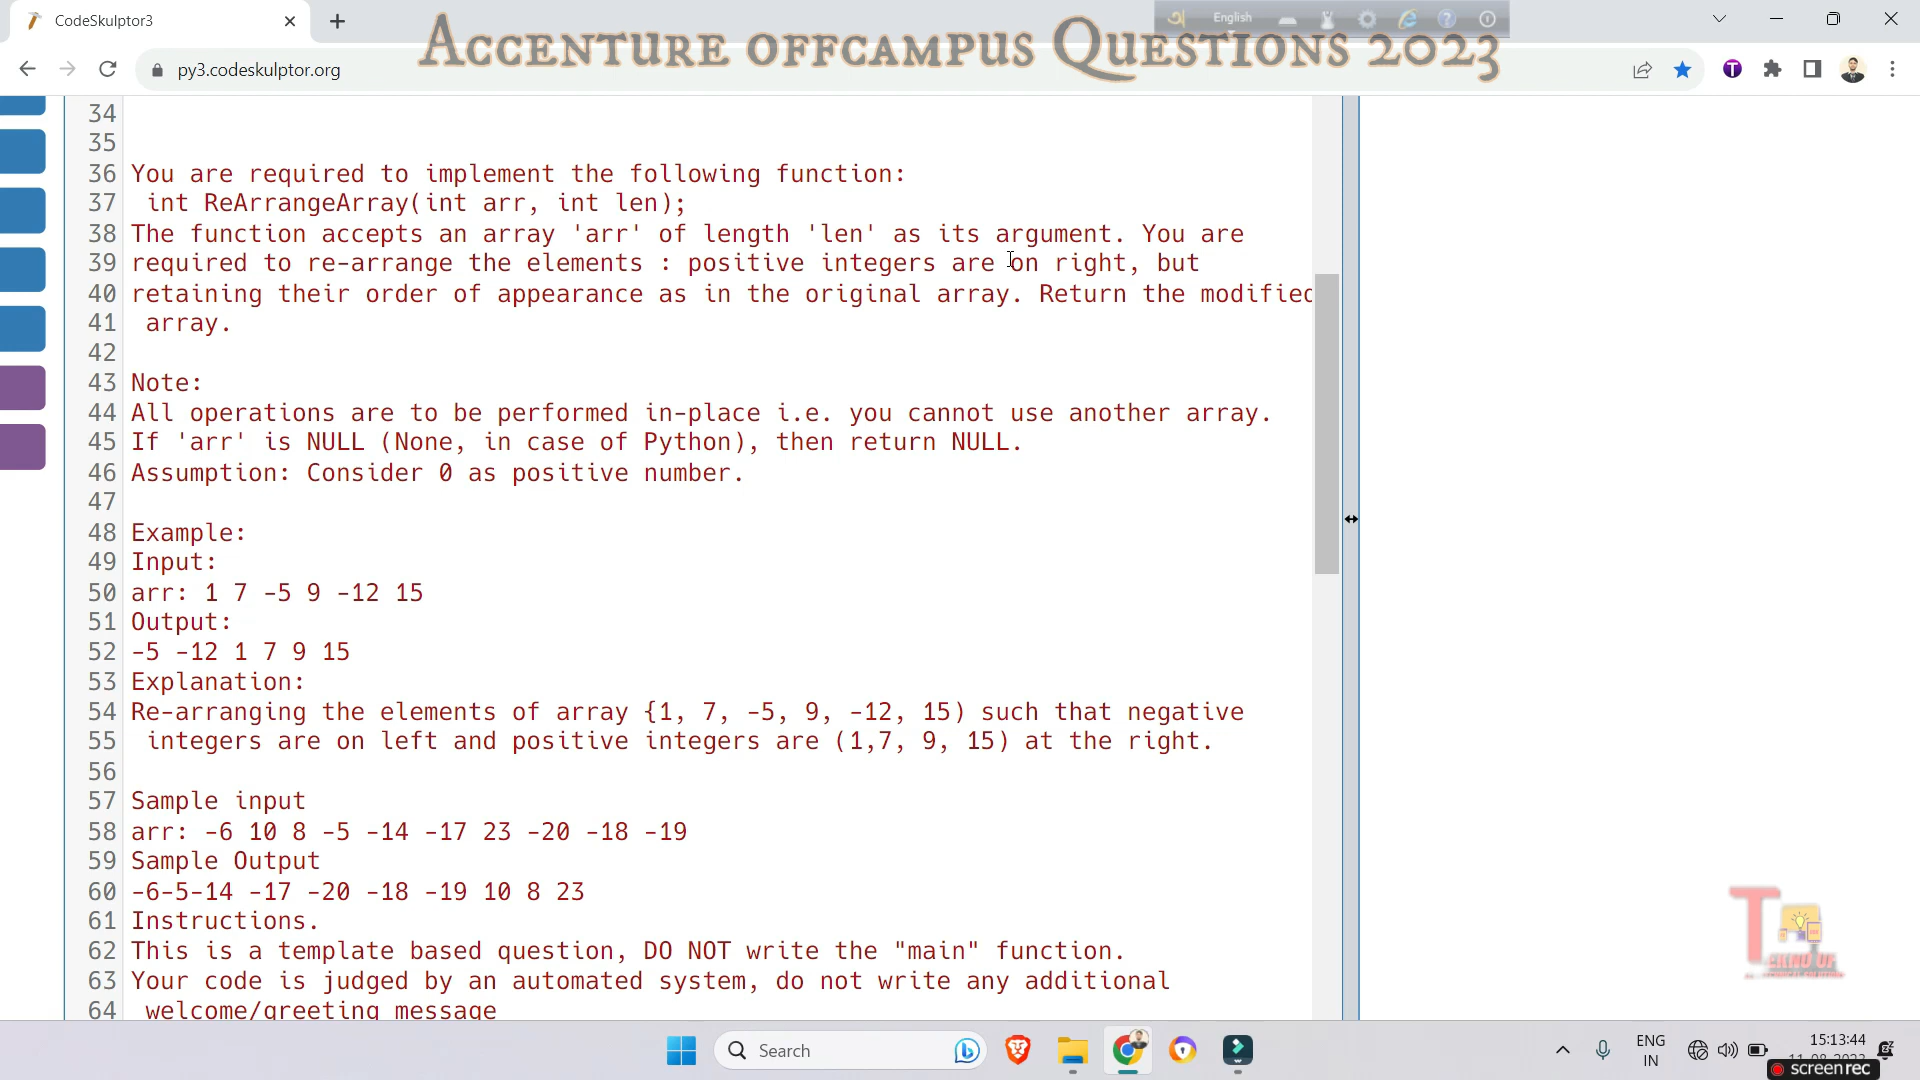 CodeSkulptor3
English
ACCENTURE OFFCAMPUS QUESTIONS 2023
py3.codeskulptor.org
34
35
36 You are required to implement the following function:
37 int ReArrangeArray(int arr, int len);
38 The function accepts an array 'arr' of length 'len' as its argument. You are
39 required to re-arrange the elements : positive integers are on right, but
40 retaining their order of appearance as in the original array. Return the modified
41 array.
42
43 Note:
44 All operations are to be performed in-place i.e. you cannot use another array.
45 If 'arr' is NULL (None, in case of Python), then return NULL.
46 Assumption: Consider 0 as positive number.
47
48 Example:
49 Input:
50 arr: 1 7 -5 9 -12 15
51 Output:
52 -5 -12 1 7 9 15
53 Explanation:
54 Re-arranging the elements of array {1, 7, -5, 9, -12, 15) such that negative
55 integers are on left and positive integers are (1,7, 9, 15) at the right.
56
57 Sample input
58 arr: -6 10 8 -5 -14 -17 23 -20 -18 -19
59 Sample Output
60 -6-5-14 -17 -20 -18 -19 10 8 23
61 Instructions.
62 This is a template based question, DO NOT write the "main" function.
63 Your code is judged by an automated system, do not write any additional
64 welcome/greeting message
Search
ENG
IN
15:13:44
screenrec